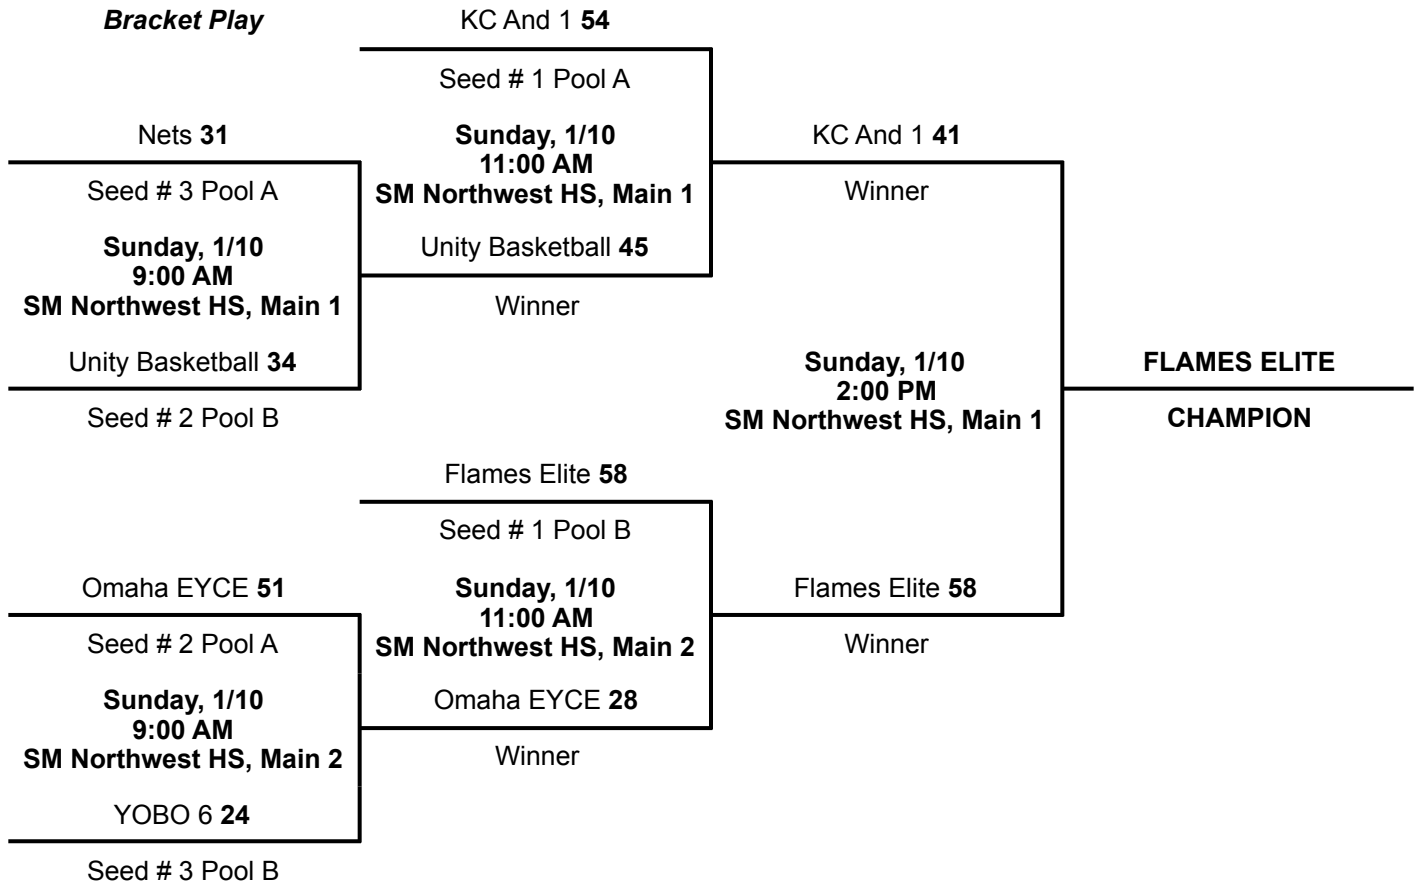 Bracket Play
KC And 1 54
Seed # 1 Pool A
Nets 31
Sunday, 1/10
11:00 AM
SM Northwest HS, Main 1
KC And 1 41
Seed # 3 Pool A
Winner
Sunday, 1/10
9:00 AM
SM Northwest HS, Main 1
Unity Basketball 45
Winner
Unity Basketball 34
Seed # 2 Pool B
Sunday, 1/10
2:00 PM
SM Northwest HS, Main 1
FLAMES ELITE
CHAMPION
Flames Elite 58
Seed # 1 Pool B
Omaha EYCE 51
Sunday, 1/10
11:00 AM
SM Northwest HS, Main 2
Flames Elite 58
Seed # 2 Pool A
Winner
Sunday, 1/10
9:00 AM
SM Northwest HS, Main 2
Omaha EYCE 28
Winner
YOBO 6 24
Seed # 3 Pool B